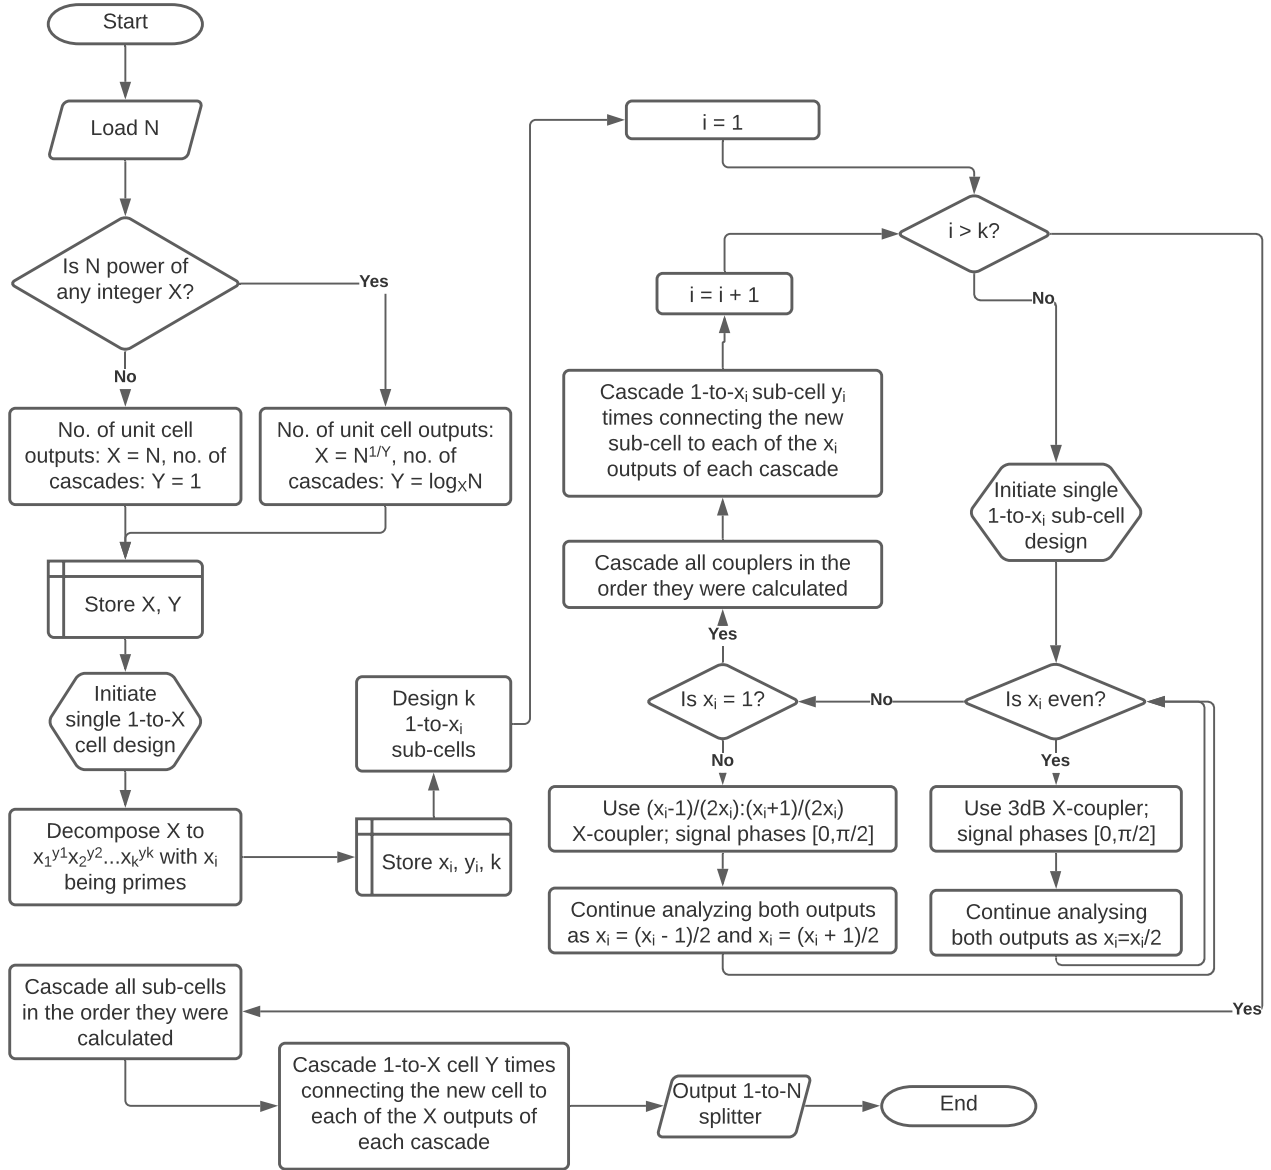 Start
Load N
Is N power of
any integer X?
Yes
No
No. of unit cell
outputs: X = N, no. of
cascades: Y = 1
No. of unit cell outputs:
X = N^1/Y, no. of
cascades: Y = log_X N
Store X, Y
Initiate
single 1-to-X
cell design
Decompose X to
x₁^y1 x₂^y2...xₖ^yk with xᵢ
being primes
Store xᵢ, yᵢ, k
Design k
1-to-xᵢ
sub-cells
i = 1
i > k?
No
Yes
Initiate single
1-to-xᵢ sub-cell
design
Is xᵢ even?
Yes
Use 3dB X-coupler;
signal phases [0,π/2]
Continue analysing
both outputs as xᵢ=xᵢ/2
No
Is xᵢ = 1?
No
Use (xᵢ-1)/(2xᵢ):(xᵢ+1)/(2xᵢ)
X-coupler; signal phases [0,π/2]
Continue analyzing both outputs
as xᵢ = (xᵢ - 1)/2 and xᵢ = (xᵢ + 1)/2
Yes
Cascade all couplers in the
order they were calculated
Cascade 1-to-xᵢ sub-cell yᵢ
times connecting the new
sub-cell to each of the xᵢ
outputs of each cascade
i = i + 1
Cascade all sub-cells
in the order they were
calculated
Cascade 1-to-X cell Y times
connecting the new cell to
each of the X outputs of
each cascade
Output 1-to-N
splitter
End